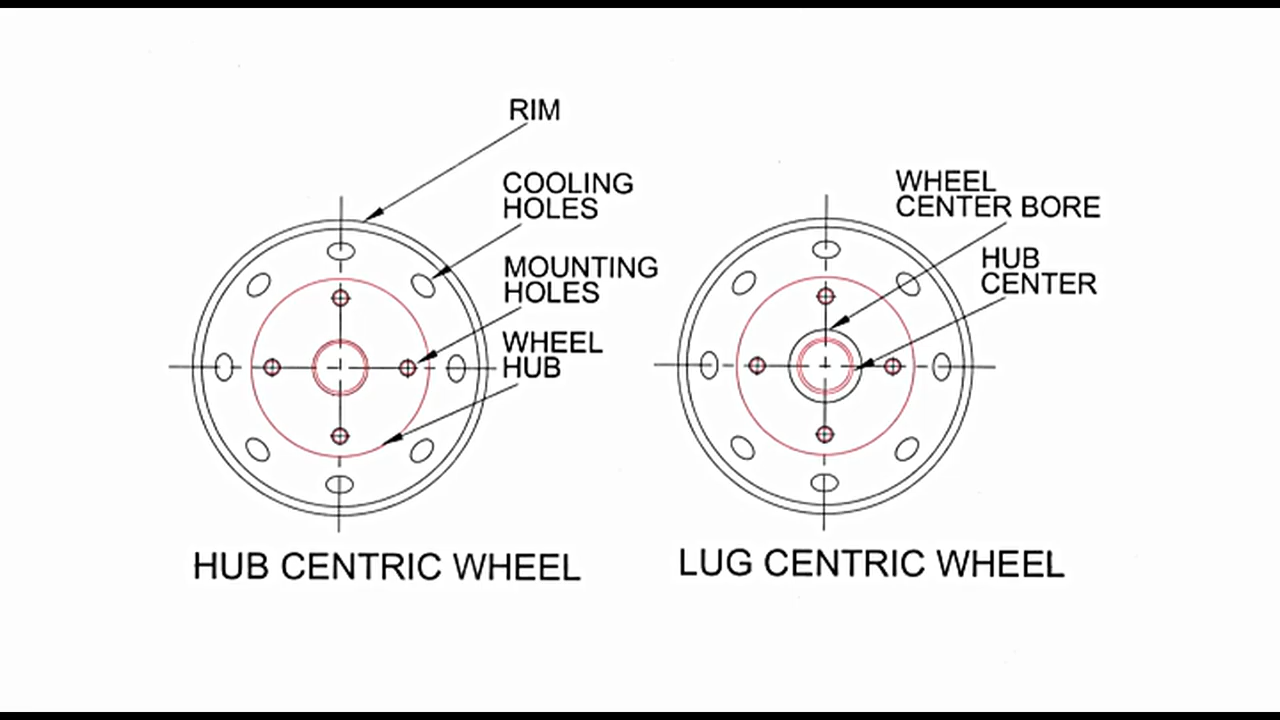 RIM
COOLING
HOLES
MOUNTING
HOLES
WHEEL
HUB
HUB CENTRIC WHEEL
WHEEL
CENTER BORE
HUB
CENTER
LUG CENTRIC WHEEL